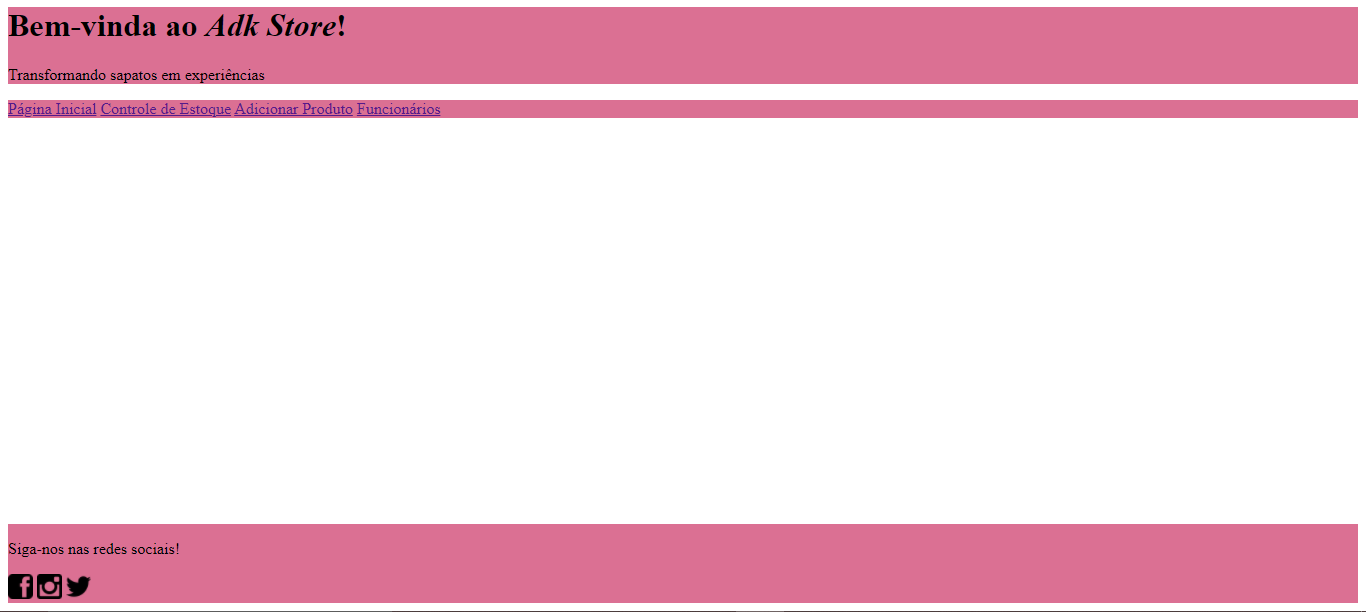 Bem-vinda ao Adk Store!
Transformando sapatos em experiências
Página Inicial Controle de Estoque Adicionar Produto Funcionários
Siga-nos nas redes sociais!